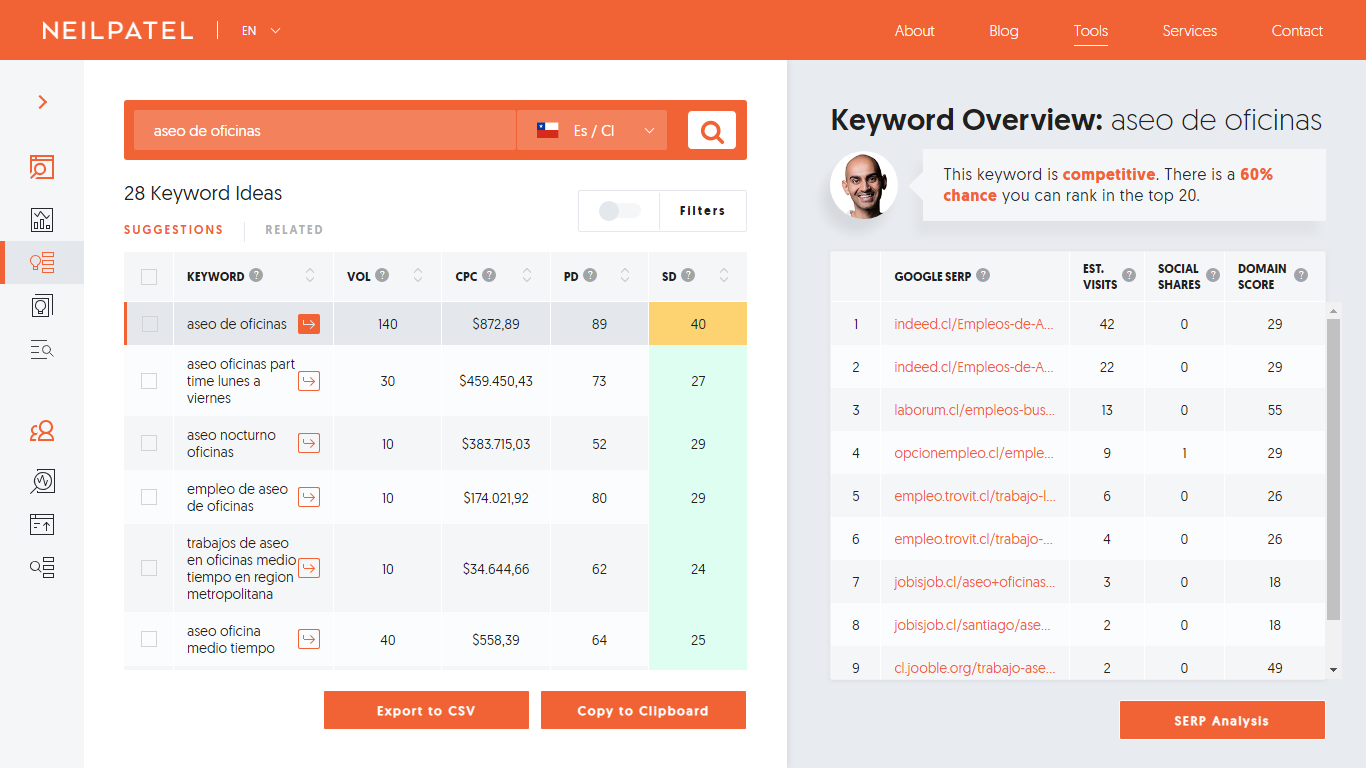 NEILPATEL
EN
About
Blog
Tools
Services
Contact
aseo de oficinas
Es / Cl
28 Keyword Ideas
SUGGESTIONS
RELATED
Filters
KEYWORD ? VOL ? CPC ? PD ? SD ?
aseo de oficinas 140 $872,89 89 40
aseo oficinas part
time lunes a
viernes
30 $459.450,43 73 27
aseo nocturno
oficinas
10 $383.715,03 52 29
empleo de aseo
de oficinas
10 $174.021,92 80 29
trabajos de aseo
en oficinas medio
tiempo en region
metropolitana
10 $34.644,66 62 24
aseo oficina
medio tiempo
40 $558,39 64 25
Export to CSV
Copy to Clipboard
Keyword Overview: aseo de oficinas
This keyword is competitive. There is a 60%
chance you can rank in the top 20.
GOOGLE SERP ?
EST.
VISITS ?
SOCIAL
SHARES ?
DOMAIN
SCORE ?
1 indeed.cl/Empleos-de-A... 42 0 29
2 indeed.cl/Empleos-de-A... 22 0 29
3 laborum.cl/empleos-bus... 13 0 55
4 opcionempleo.cl/emple... 9 1 29
5 empleo.trovit.cl/trabajo-l... 6 0 26
6 empleo.trovit.cl/trabajo-... 4 0 26
7 jobisjob.cl/aseo+oficinas... 3 0 18
8 jobisjob.cl/santiago/ase... 2 0 18
9 cl.jooble.org/trabajo-ase... 2 0 49
SERP Analysis